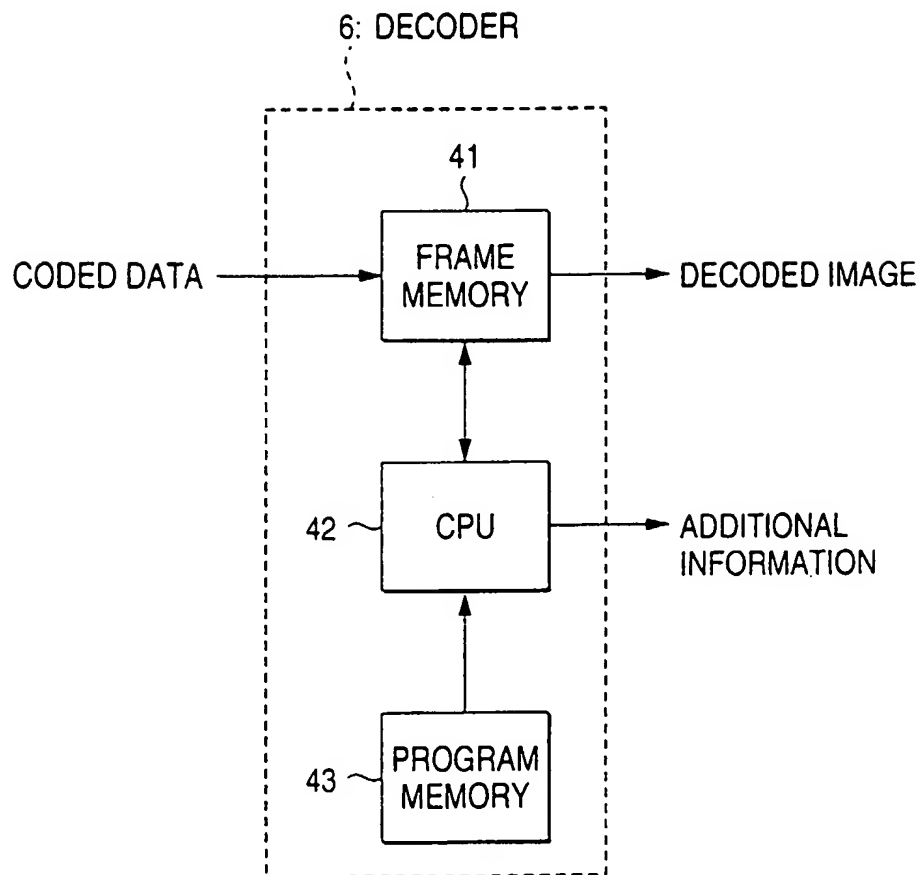 6: DECODER
41
FRAME
MEMORY
CODED DATA
DECODED IMAGE
42
CPU
ADDITIONAL
INFORMATION
43
PROGRAM
MEMORY